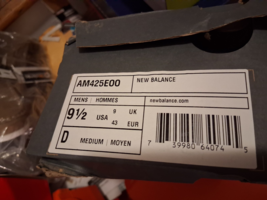 AM425E00 NEW BALANCE
MENS | HOMMES newbalance.com
9½ USA 9 UK 43 EUR
D MEDIUM | MOYEN
7 39980 64074 5